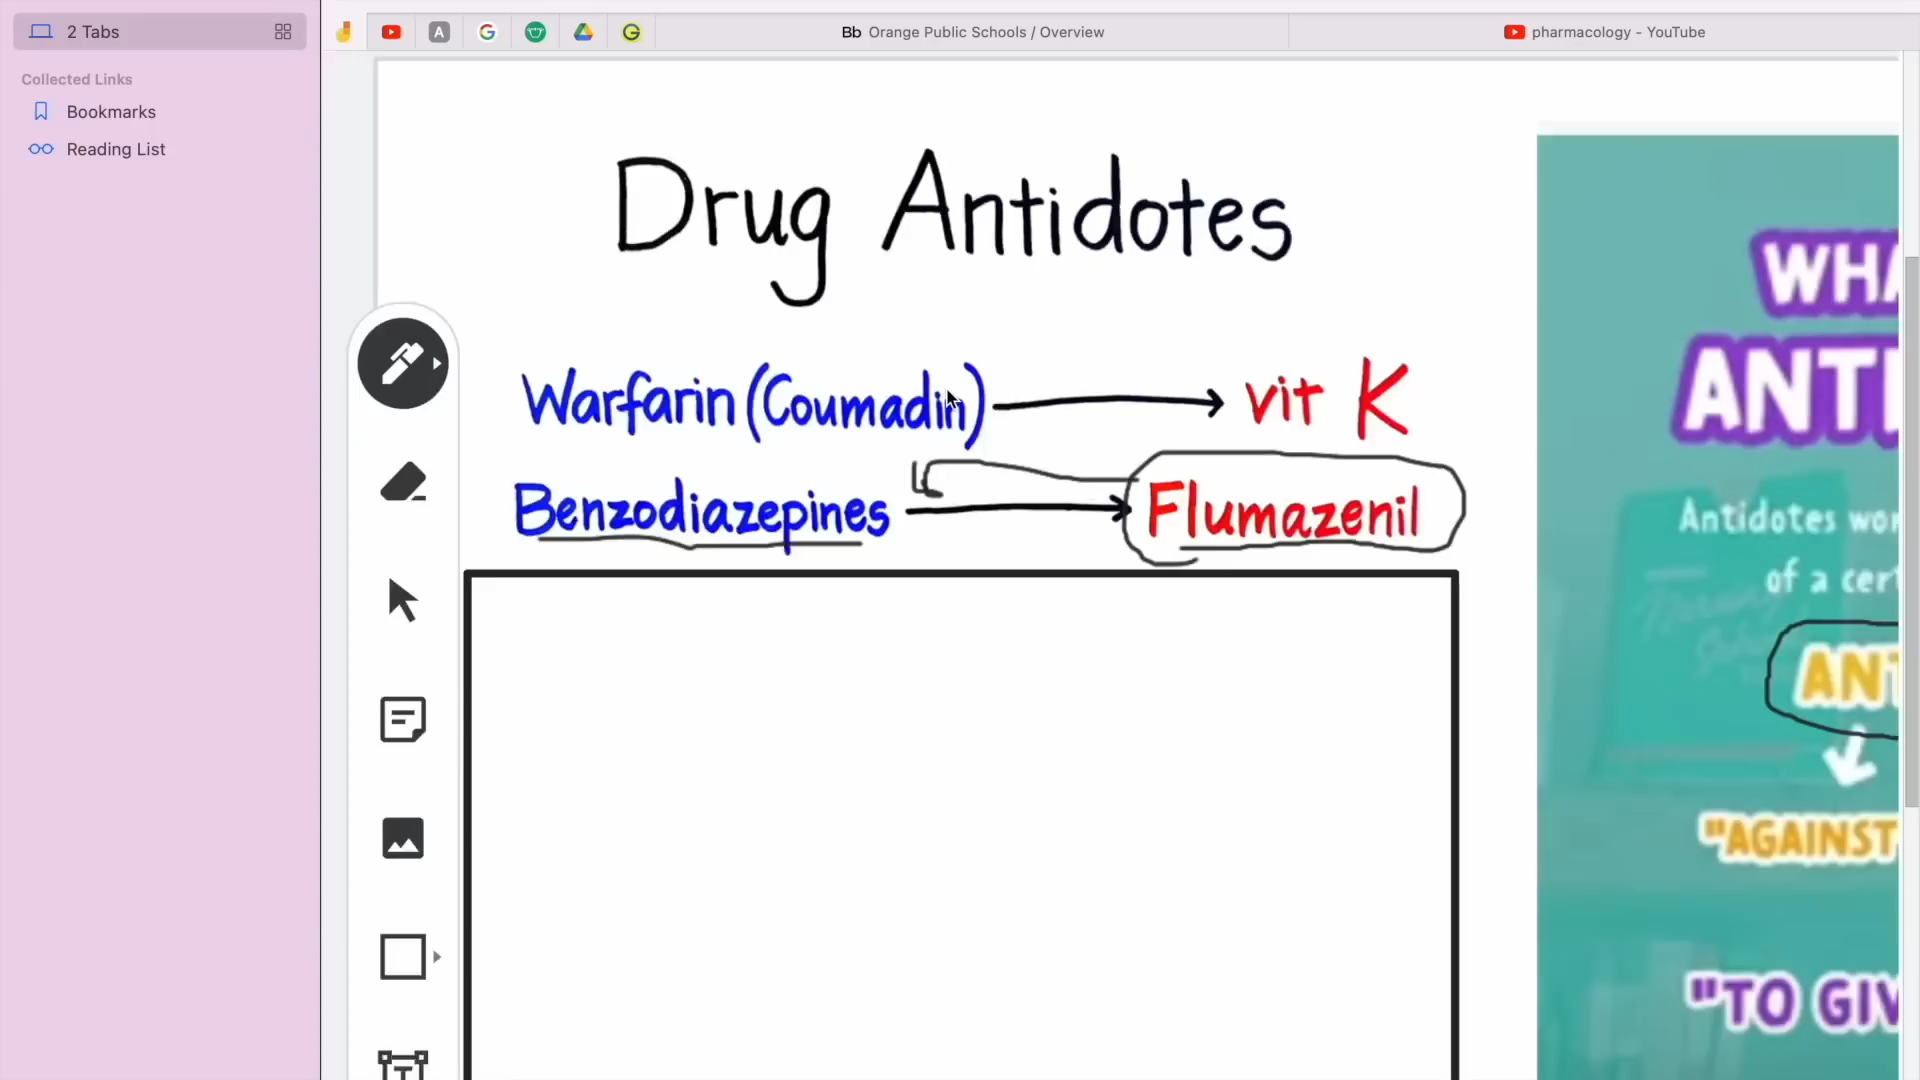 2 Tabs
Collected Links
Bookmarks
Reading List
Bb Orange Public Schools / Overview
pharmacology - YouTube
Drug Antidotes
Warfarin (Coumadin) vit K
Benzodiazepines Flumazenil
WHA
ANTI
Antidotes wor
of a cert
ANT
"AGAINST
"TO GIV